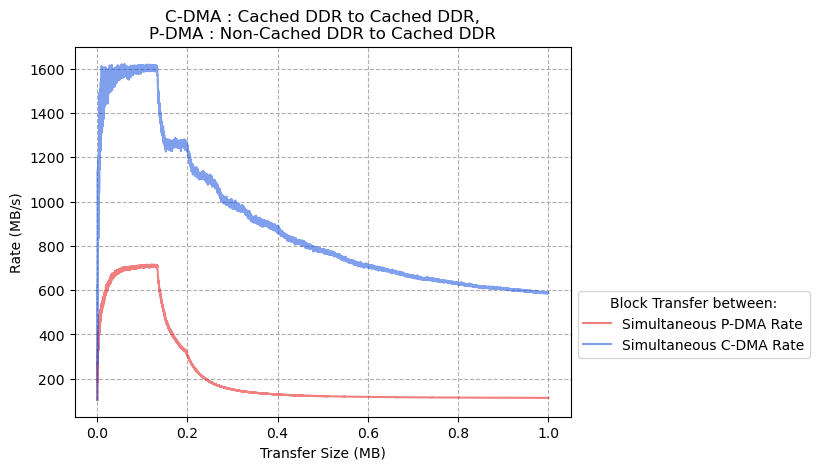 C-DMA : Cached DDR to Cached DDR,
P-DMA : Non-Cached DDR to Cached DDR
1600
1400
1200
1000
800
600
400
200
Rate (MB/s)
0.0 0.2 0.4 0.6 0.8 1.0
Transfer Size (MB)
Block Transfer between:
Simultaneous P-DMA Rate
Simultaneous C-DMA Rate